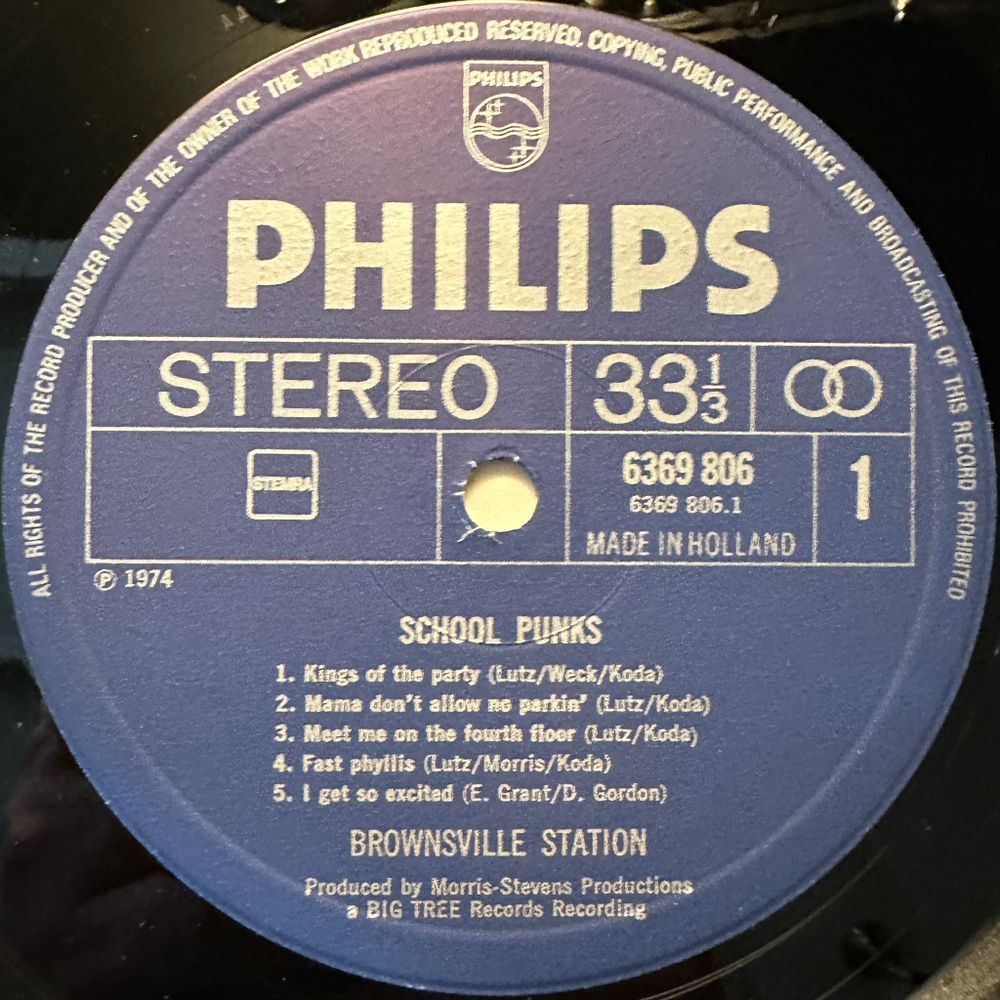 ALL RIGHTS OF THE RECORD PRODUCER AND OF THE OWNER OF THE WORK REPRODUCED RESERVED. COPYING, PUBLIC PERFORMANCE AND BROADCASTING OF THIS RECORD PROHIBITED
PHILIPS
PHILIPS
STEREO 33 1/3
STEMRA
6369 806
6369 806.1
MADE IN HOLLAND
1
℗ 1974
SCHOOL PUNKS
1. Kings of the party (Lutz/Weck/Koda)
2. Mama don't allow no parkin' (Lutz/Koda)
3. Meet me on the fourth floor (Lutz/Koda)
4. Fast phyllis (Lutz/Morris/Koda)
5. I get so excited (E. Grant/D. Gordon)
BROWNSVILLE STATION
Produced by Morris-Stevens Productions
a BIG TREE Records Recording